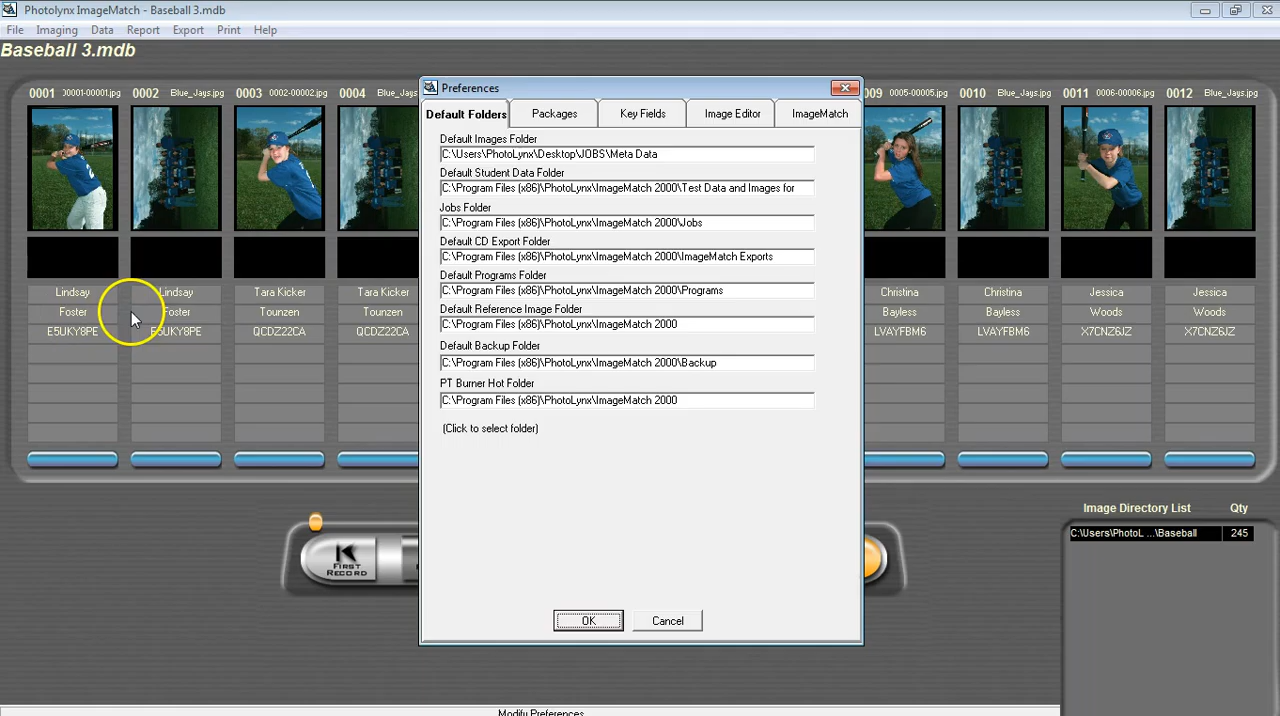 Photolynx ImageMatch - Baseball 3.mdb
File Imaging Data Report Export Print Help
Baseball 3.mdb
0001 00001-00001.jpg 0002 Blue_Jays.jpg 0003 00002-00002.jpg 0004 Blue_Jays.jpg 009 0005-00005.jpg 0010 Blue_Jays.jpg 0011 0006-00006.jpg 0012 Blue_Jays.jpg
Lindsay Lindsay Tara Kicker Tara Kicker Christina Christina Jessica Jessica
Foster Foster Tounzen Tounzen Bayless Bayless Woods Woods
E5UKY8PE E5UKY8PE QCDZ22CA QCDZ22CA LVAYFBM6 LVAYFBM6 X7CNZ6JZ X7CNZ6JZ
Preferences
Default Folders Packages Key Fields Image Editor ImageMatch
Default Images Folder
C:\Users\PhotoLynx\Desktop\JOBS\Meta Data
Default Student Data Folder
C:\Program Files (x86)\PhotoLynx\ImageMatch 2000\Test Data and Images for
Jobs Folder
C:\Program Files (x86)\PhotoLynx\ImageMatch 2000\Jobs
Default CD Export Folder
C:\Program Files (x86)\PhotoLynx\ImageMatch 2000\ImageMatch Exports
Default Programs Folder
C:\Program Files (x86)\PhotoLynx\ImageMatch 2000\Programs
Default Reference Image Folder
C:\Program Files (x86)\PhotoLynx\ImageMatch 2000
Default Backup Folder
C:\Program Files (x86)\PhotoLynx\ImageMatch 2000\Backup
PT Burner Hot Folder
C:\Program Files (x86)\PhotoLynx\ImageMatch 2000
(Click to select folder)
OK Cancel
FIRST
RECORD
Image Directory List Qty
C:\Users\PhotoL ...\Baseball 245
Modify Preferences